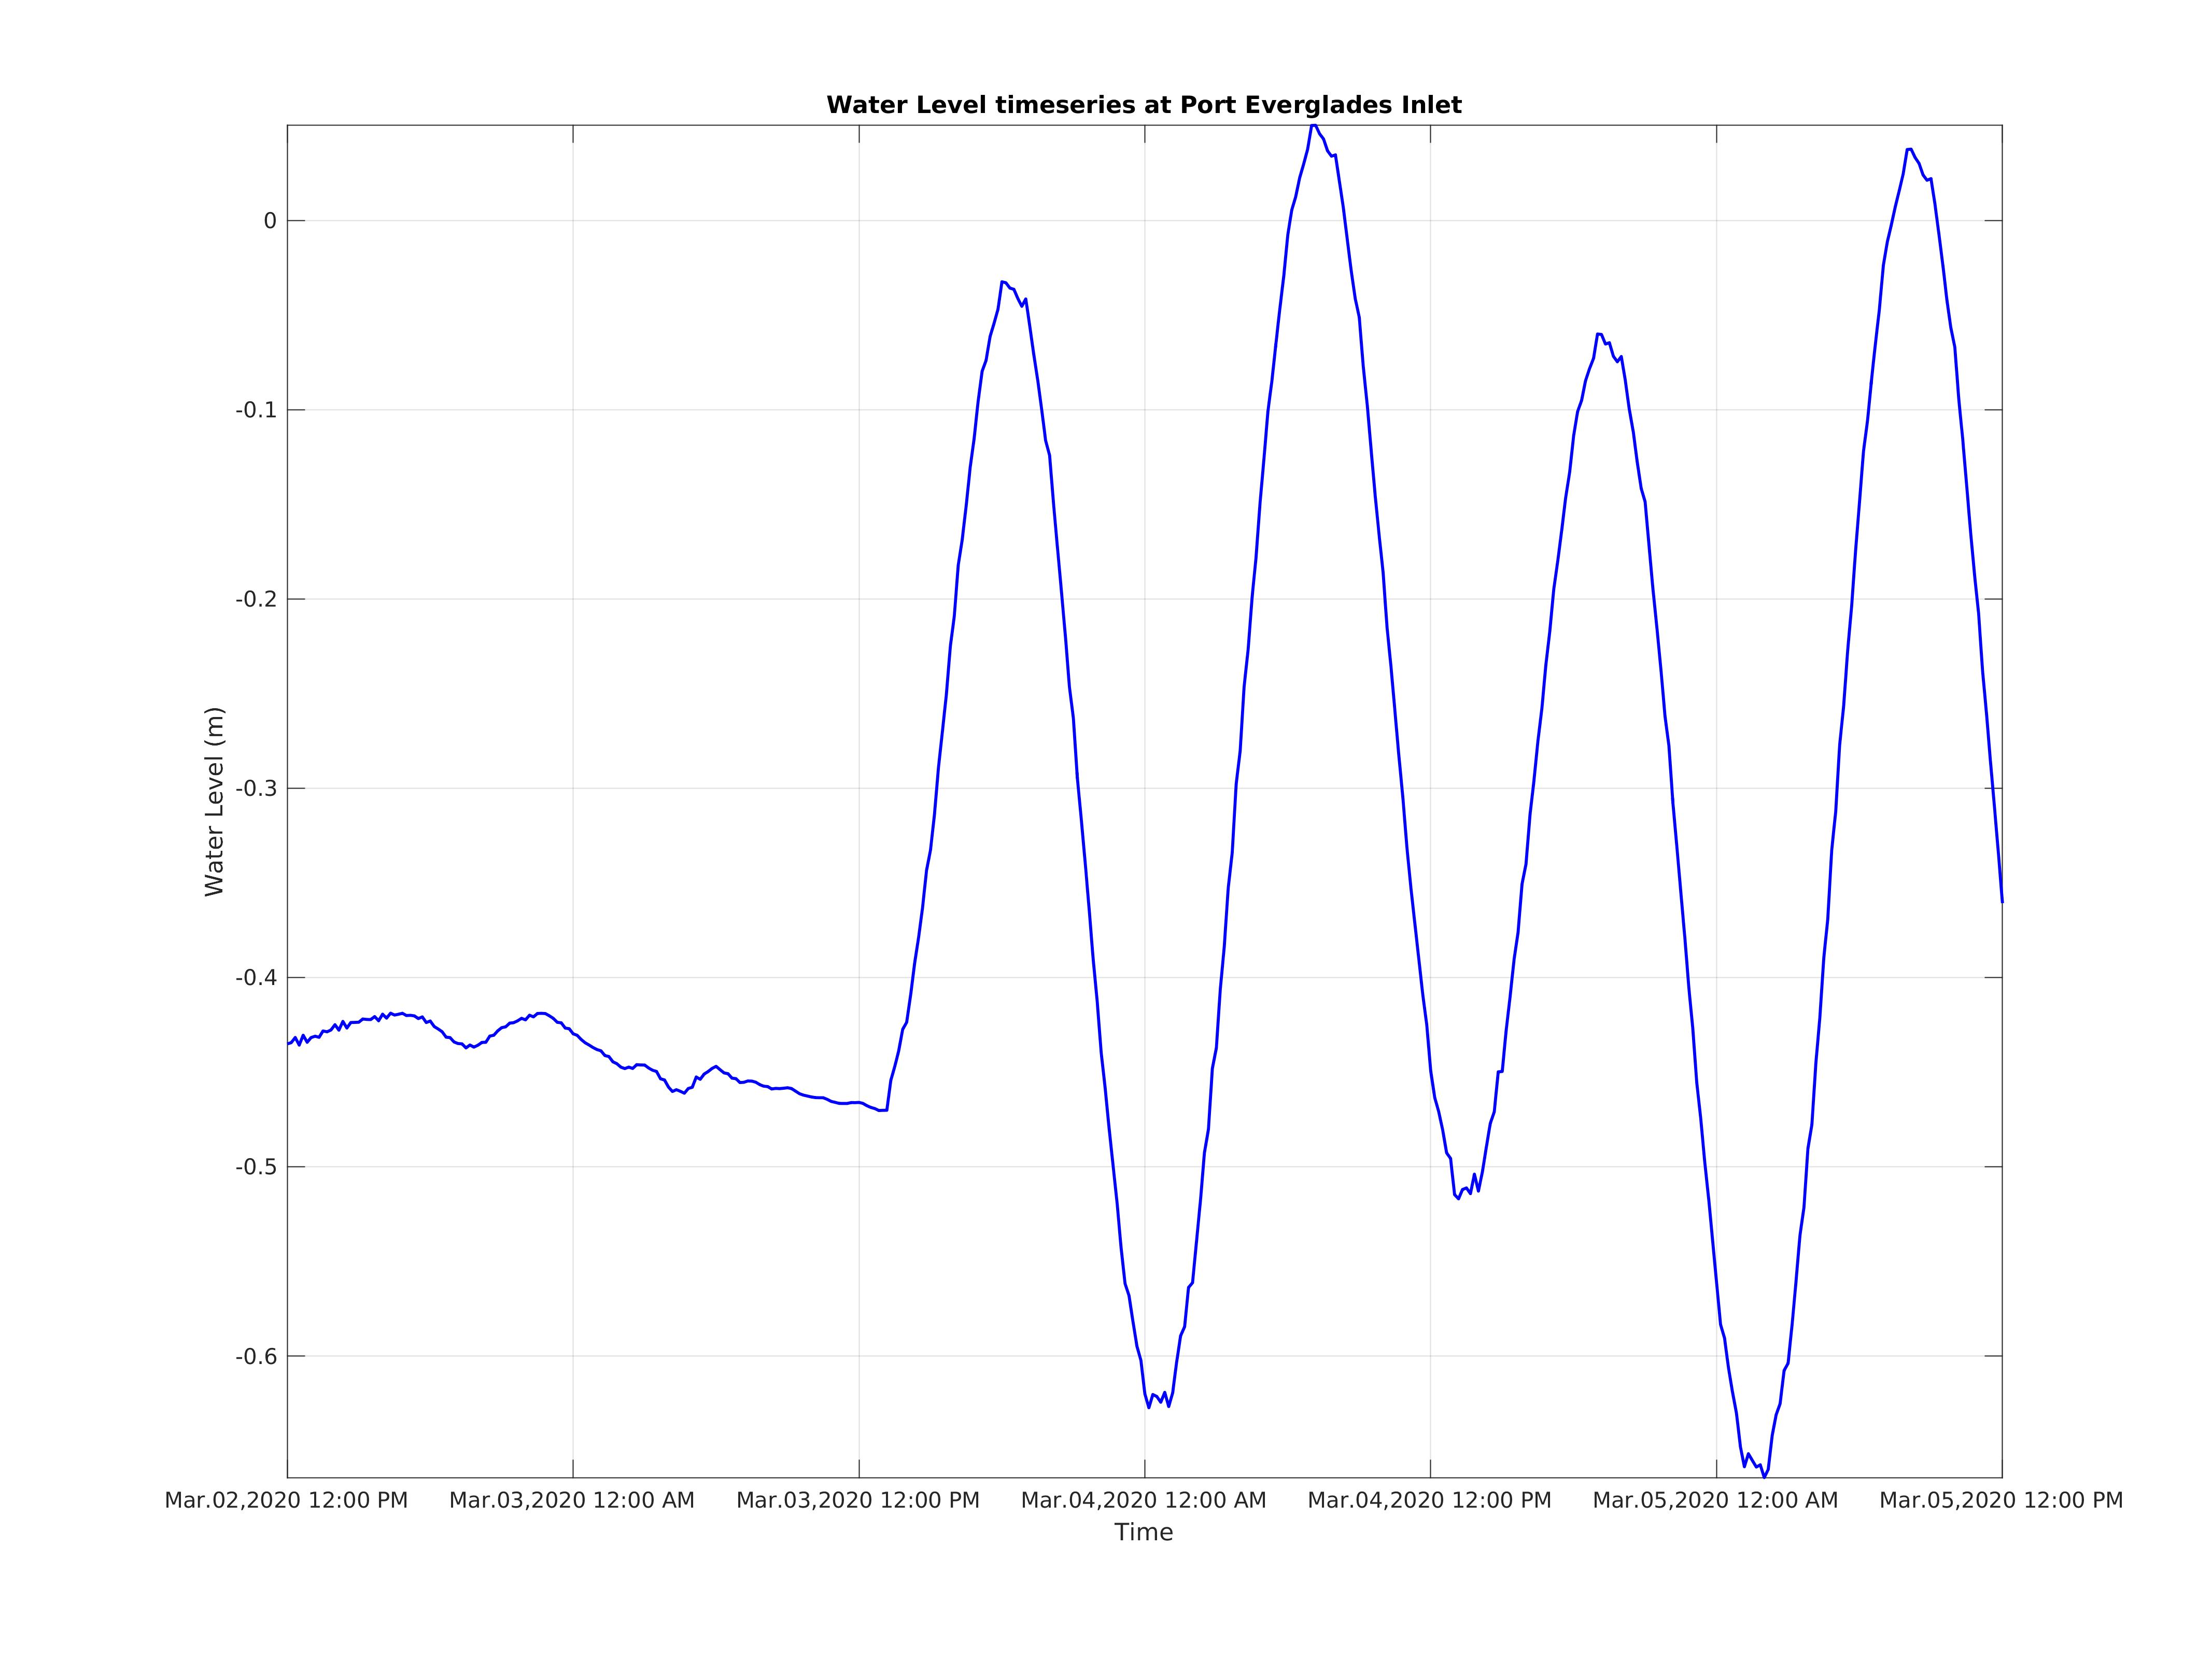 Water Level timeseries at Port Everglades Inlet
0
-0.1
-0.2
-0.3
-0.4
-0.5
-0.6
Water Level (m)
Mar.02,2020 12:00 PM Mar.03,2020 12:00 AM Mar.03,2020 12:00 PM Mar.04,2020 12:00 AM Mar.04,2020 12:00 PM Mar.05,2020 12:00 AM Mar.05,2020 12:00 PM
Time